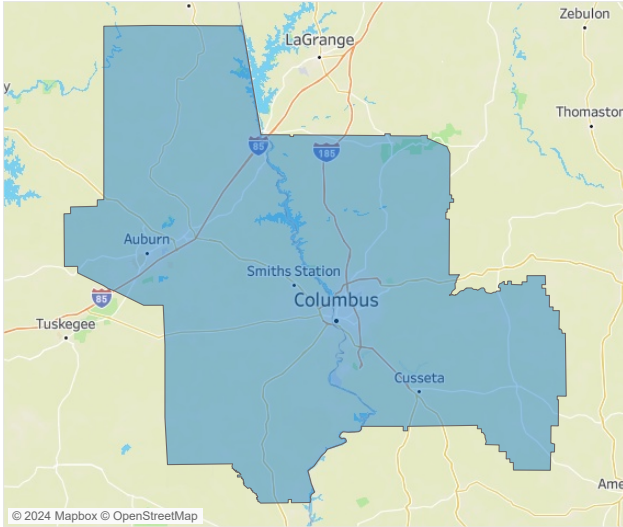 Zebulon
LaGrange
y
Thomaston
85
185
Auburn
Smiths Station
85
Columbus
Tuskegee
Cusseta
Ame
© 2024 Mapbox © OpenStreetMap